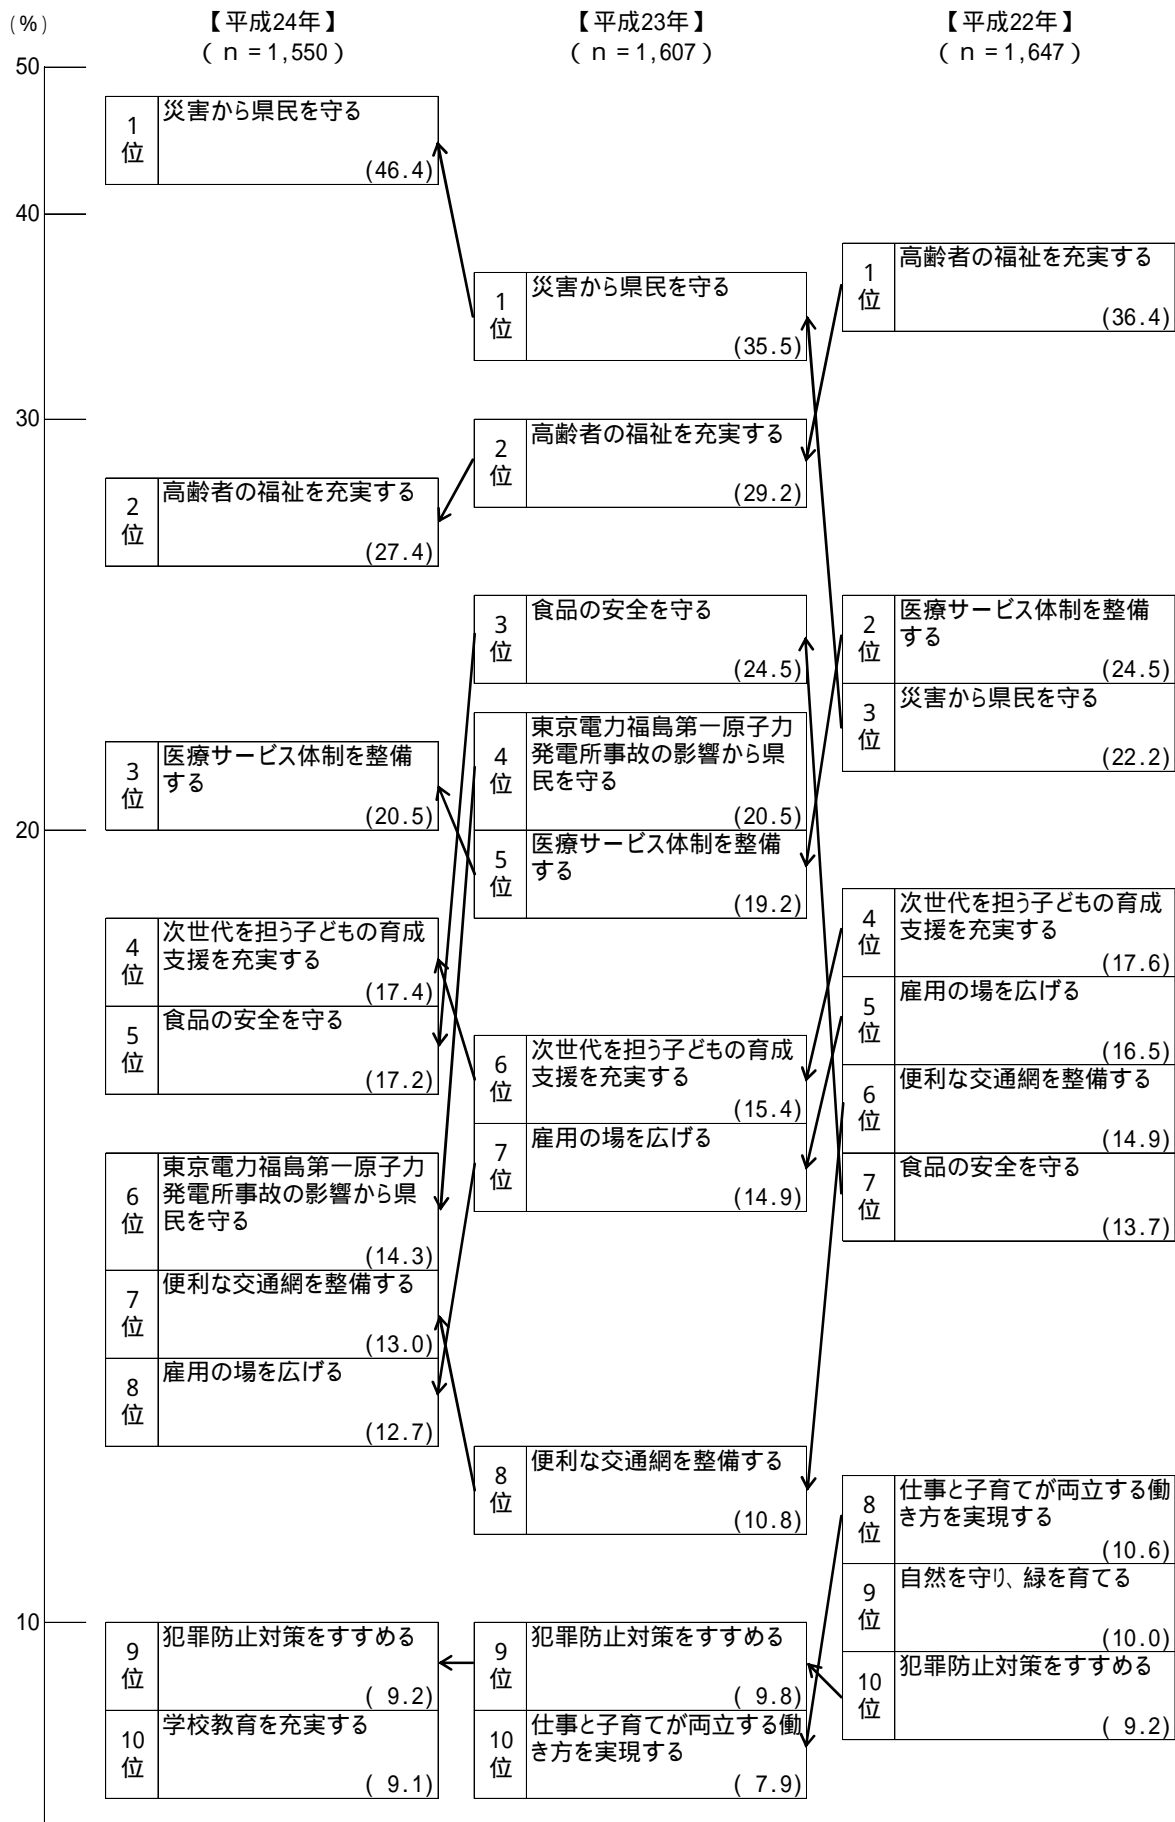 (%)
【平成24年】
(n=1,550)
【平成23年】
(n=1,607)
【平成22年】
(n=1,647)
50
40
30
20
10
1
位
災害から県民を守る
(46.4)
2
位
高齢者の福祉を充実する
(27.4)
3
位
医療サービス体制を整備
する
(20.5)
4
位
次世代を担う子どもの育成
支援を充実する
(17.4)
5
位
食品の安全を守る
(17.2)
6
位
東京電力福島第一原子力
発電所事故の影響から県
民を守る
(14.3)
7
位
便利な交通網を整備する
(13.0)
8
位
雇用の場を広げる
(12.7)
9
位
犯罪防止対策をすすめる
( 9.2)
10
位
学校教育を充実する
( 9.1)
1
位
災害から県民を守る
(35.5)
2
位
高齢者の福祉を充実する
(29.2)
3
位
食品の安全を守る
(24.5)
4
位
東京電力福島第一原子力
発電所事故の影響から県
民を守る
(20.5)
5
位
医療サービス体制を整備
する
(19.2)
6
位
次世代を担う子どもの育成
支援を充実する
(15.4)
7
位
雇用の場を広げる
(14.9)
8
位
便利な交通網を整備する
(10.8)
9
位
犯罪防止対策をすすめる
( 9.8)
10
位
仕事と子育てが両立する働
き方を実現する
( 7.9)
1
位
高齢者の福祉を充実する
(36.4)
2
位
医療サービス体制を整備
する
(24.5)
3
位
災害から県民を守る
(22.2)
4
位
次世代を担う子どもの育成
支援を充実する
(17.6)
5
位
雇用の場を広げる
(16.5)
6
位
便利な交通網を整備する
(14.9)
7
位
食品の安全を守る
(13.7)
8
位
仕事と子育てが両立する働
き方を実現する
(10.6)
9
位
自然を守り、緑を育てる
(10.0)
10
位
犯罪防止対策をすすめる
( 9.2)